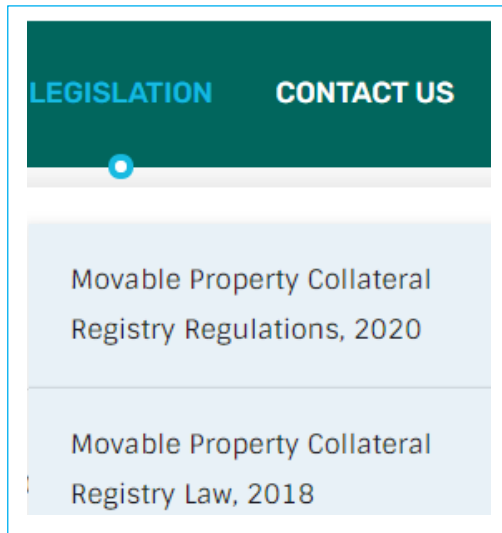 LEGISLATION CONTACT US
Movable Property Collateral
Registry Regulations, 2020
Movable Property Collateral
Registry Law, 2018